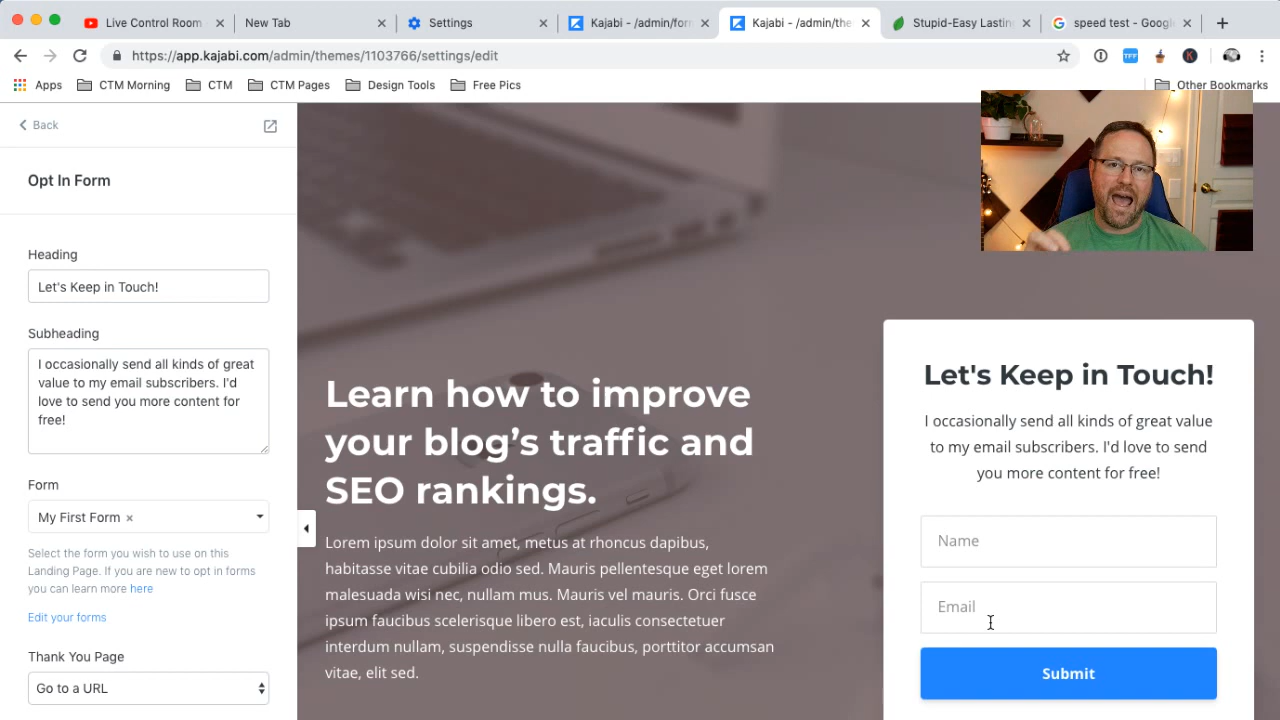 Live Control Room
New Tab
Settings
Kajabi - /admin/for
Kajabi - /admin/the
Stupid-Easy Lasting
speed test - Google
https://app.kajabi.com/admin/themes/1103766/settings/edit
Apps
CTM Morning
CTM
CTM Pages
Design Tools
Free Pics
Other Bookmarks
Back
Opt In Form
Heading
Let's Keep in Touch!
Subheading
I occasionally send all kinds of great
value to my email subscribers. I'd
love to send you more content for
free!
Form
My First Form ×
Select the form you wish to use on this
Landing Page. If you are new to opt in forms
you can learn more here
Edit your forms
Thank You Page
Go to a URL
Learn how to improve
your blog's traffic and
SEO rankings.
Lorem ipsum dolor sit amet, metus at rhoncus dapibus,
habitasse vitae cubilia odio sed. Mauris pellentesque eget lorem
malesuada wisi nec, nullam mus. Mauris vel mauris. Orci fusce
ipsum faucibus scelerisque libero est, iaculis consectetuer
interdum nullam, suspendisse nulla faucibus, porttitor accumsan
vitae, elit sed.
Let's Keep in Touch!
I occasionally send all kinds of great value
to my email subscribers. I'd love to send
you more content for free!
Name
Email
Submit